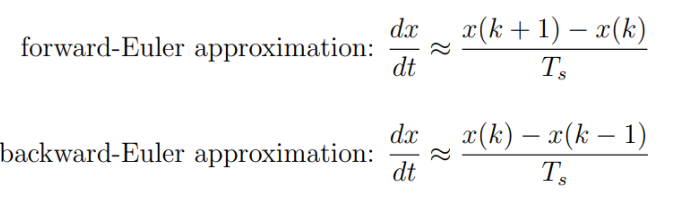 forward-Euler approximation: dx/dt ≈ x(k + 1) − x(k)/T_s
backward-Euler approximation: dx/dt ≈ x(k) − x(k − 1)/T_s